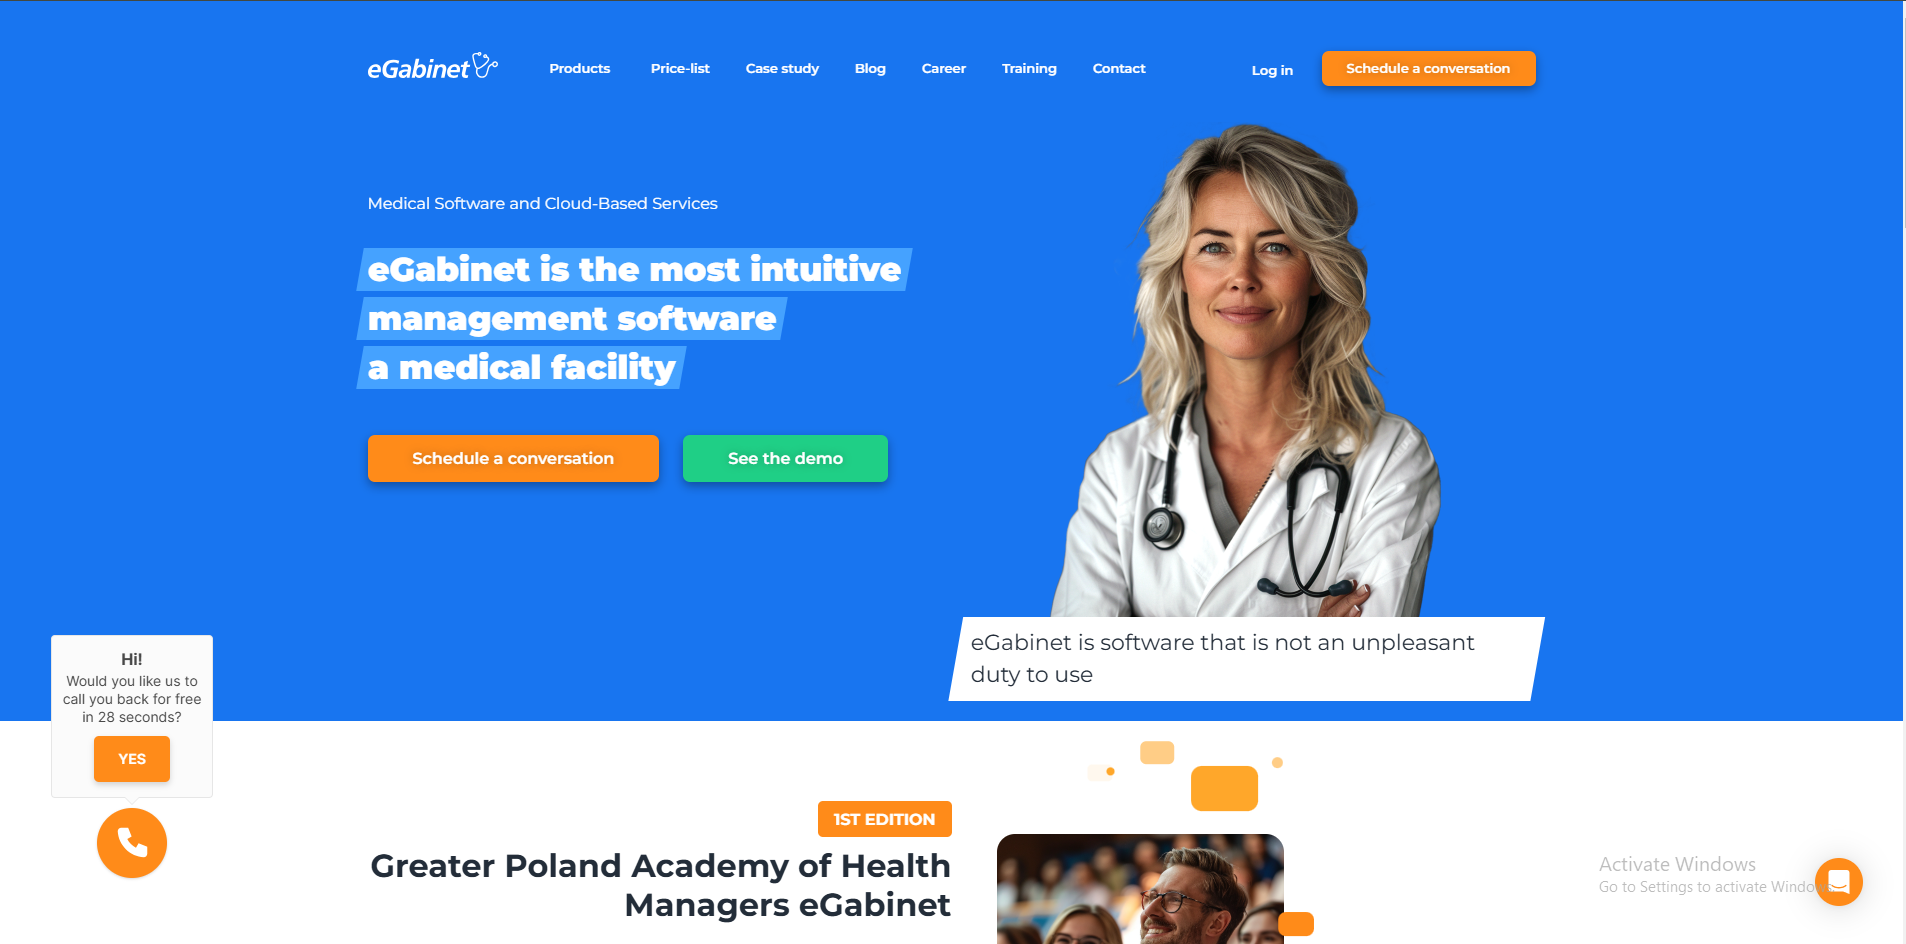 eGabinet
Products
Price-list
Case study
Blog
Career
Training
Contact
Log in
Schedule a conversation
Medical Software and Cloud-Based Services
eGabinet is the most intuitive
management software
a medical facility
Schedule a conversation
See the demo
eGabinet is software that is not an unpleasant
duty to use
Hi!
Would you like us to
call you back for free
in 28 seconds?
YES
1ST EDITION
Greater Poland Academy of Health
Managers eGabinet
Activate Windows
Go to Settings to activate Windows.